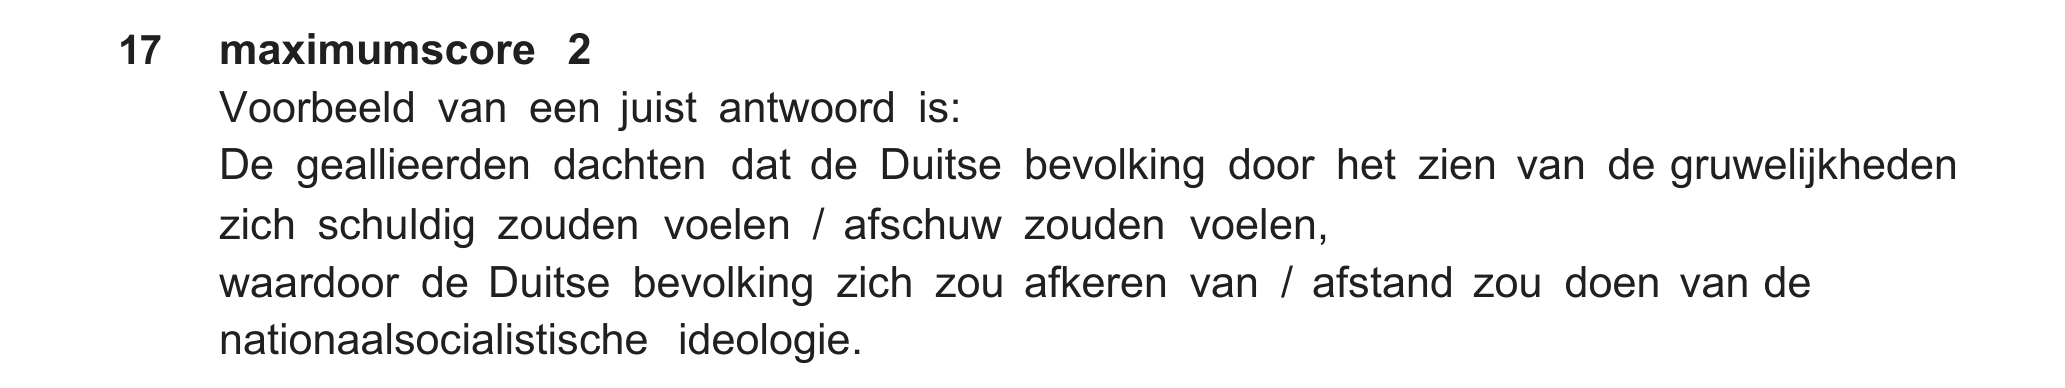 17 maximumscore 2
Voorbeeld van een juist antwoord is:
De geallieerden dachten dat de Duitse bevolking door het zien van de gruwelijkheden
zich schuldig zouden voelen / afschuw zouden voelen,
waardoor de Duitse bevolking zich zou afkeren van / afstand zou doen van de
nationaalsocialistische ideologie.